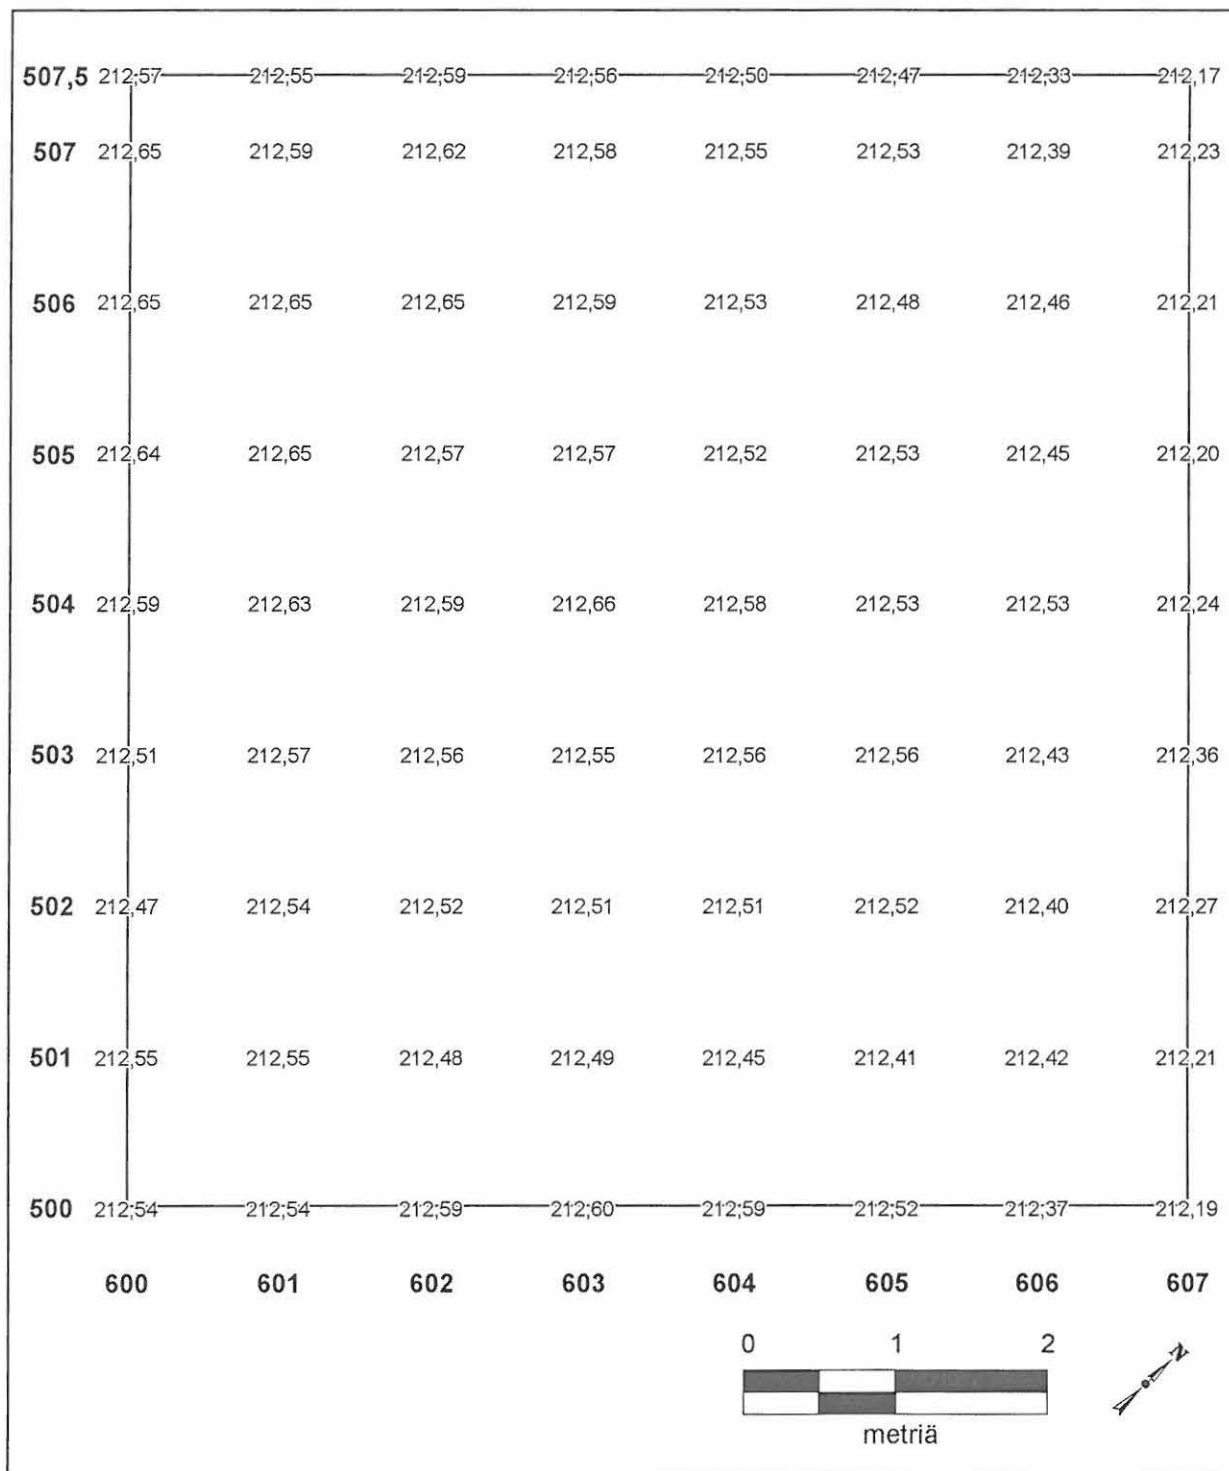 507,5 212,57 212,55 212,59 212,56 212,50 212,47 212,33 212,17
507 212,65 212,59 212,62 212,58 212,55 212,53 212,39 212,23
506 212,65 212,65 212,65 212,59 212,53 212,48 212,46 212,21
505 212,64 212,65 212,57 212,57 212,52 212,53 212,45 212,20
504 212,59 212,63 212,59 212,66 212,58 212,53 212,53 212,24
503 212,51 212,57 212,56 212,55 212,56 212,56 212,43 212,36
502 212,47 212,54 212,52 212,51 212,51 212,52 212,40 212,27
501 212,55 212,55 212,48 212,49 212,45 212,41 212,42 212,21
500 212,54 212,54 212,59 212,60 212,59 212,52 212,37 212,19
600 601 602 603 604 605 606 607
0 1 2
N
metriä